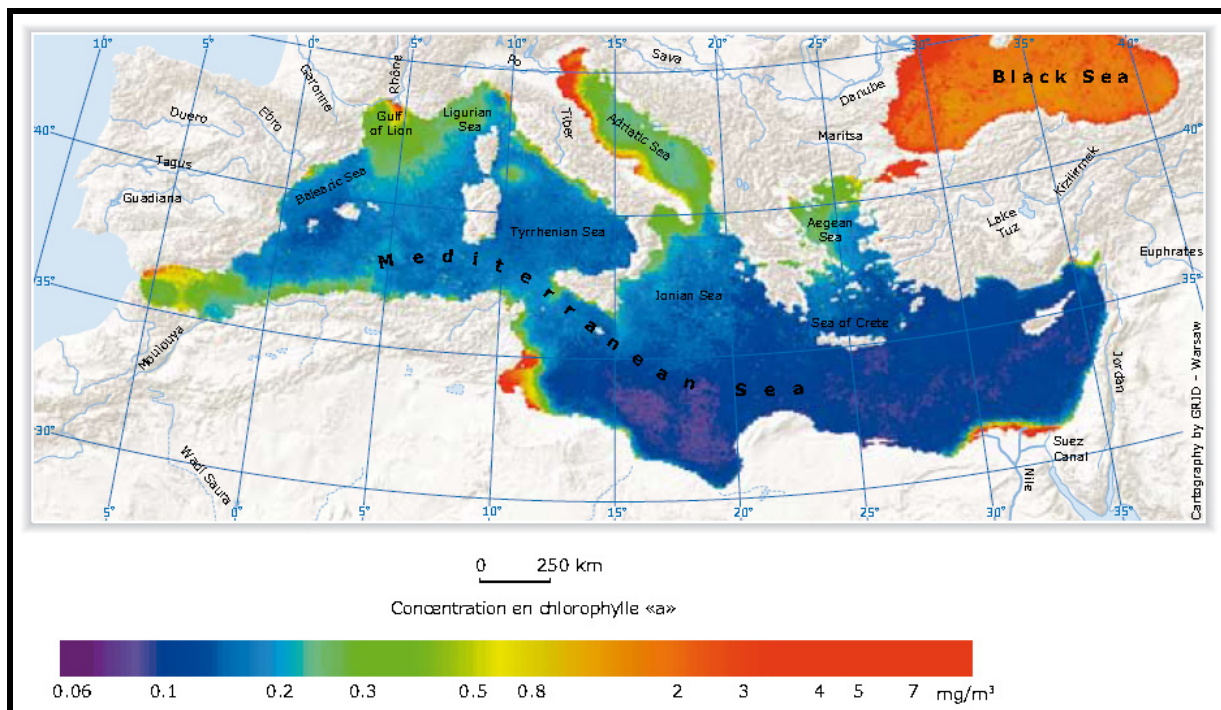 10° 5° 0° 5° 10° 15° 20° 25° 30° 35° 40°
Sava
Po
Rhône
Garonne
Black Sea
Danube
Ligurian
Sea
Gulf
of Lion
Tiber
Adriatic Sea
Duero
Ebro
Maritsa
40°
40°
Tagus
Kizilirmak
Balearic Sea
Guadiana
Lake
Tuz
Aegean
Sea
Tyrrhenian Sea
Euphrates
35°
35°
Mediterranean Sea
Ionian Sea
Sea of Crete
Moulouya
Jordan
30°
30°
Suez
Canal
Wadi Saura
Nile
5° 0° 5° 10° 15° 20° 25° 30° 35°
Cartography by GRID - Warsaw
0 250 km
Concentration en chlorophylle «a»
0.06 0.1 0.2 0.3 0.5 0.8 2 3 4 5 7 mg/m³